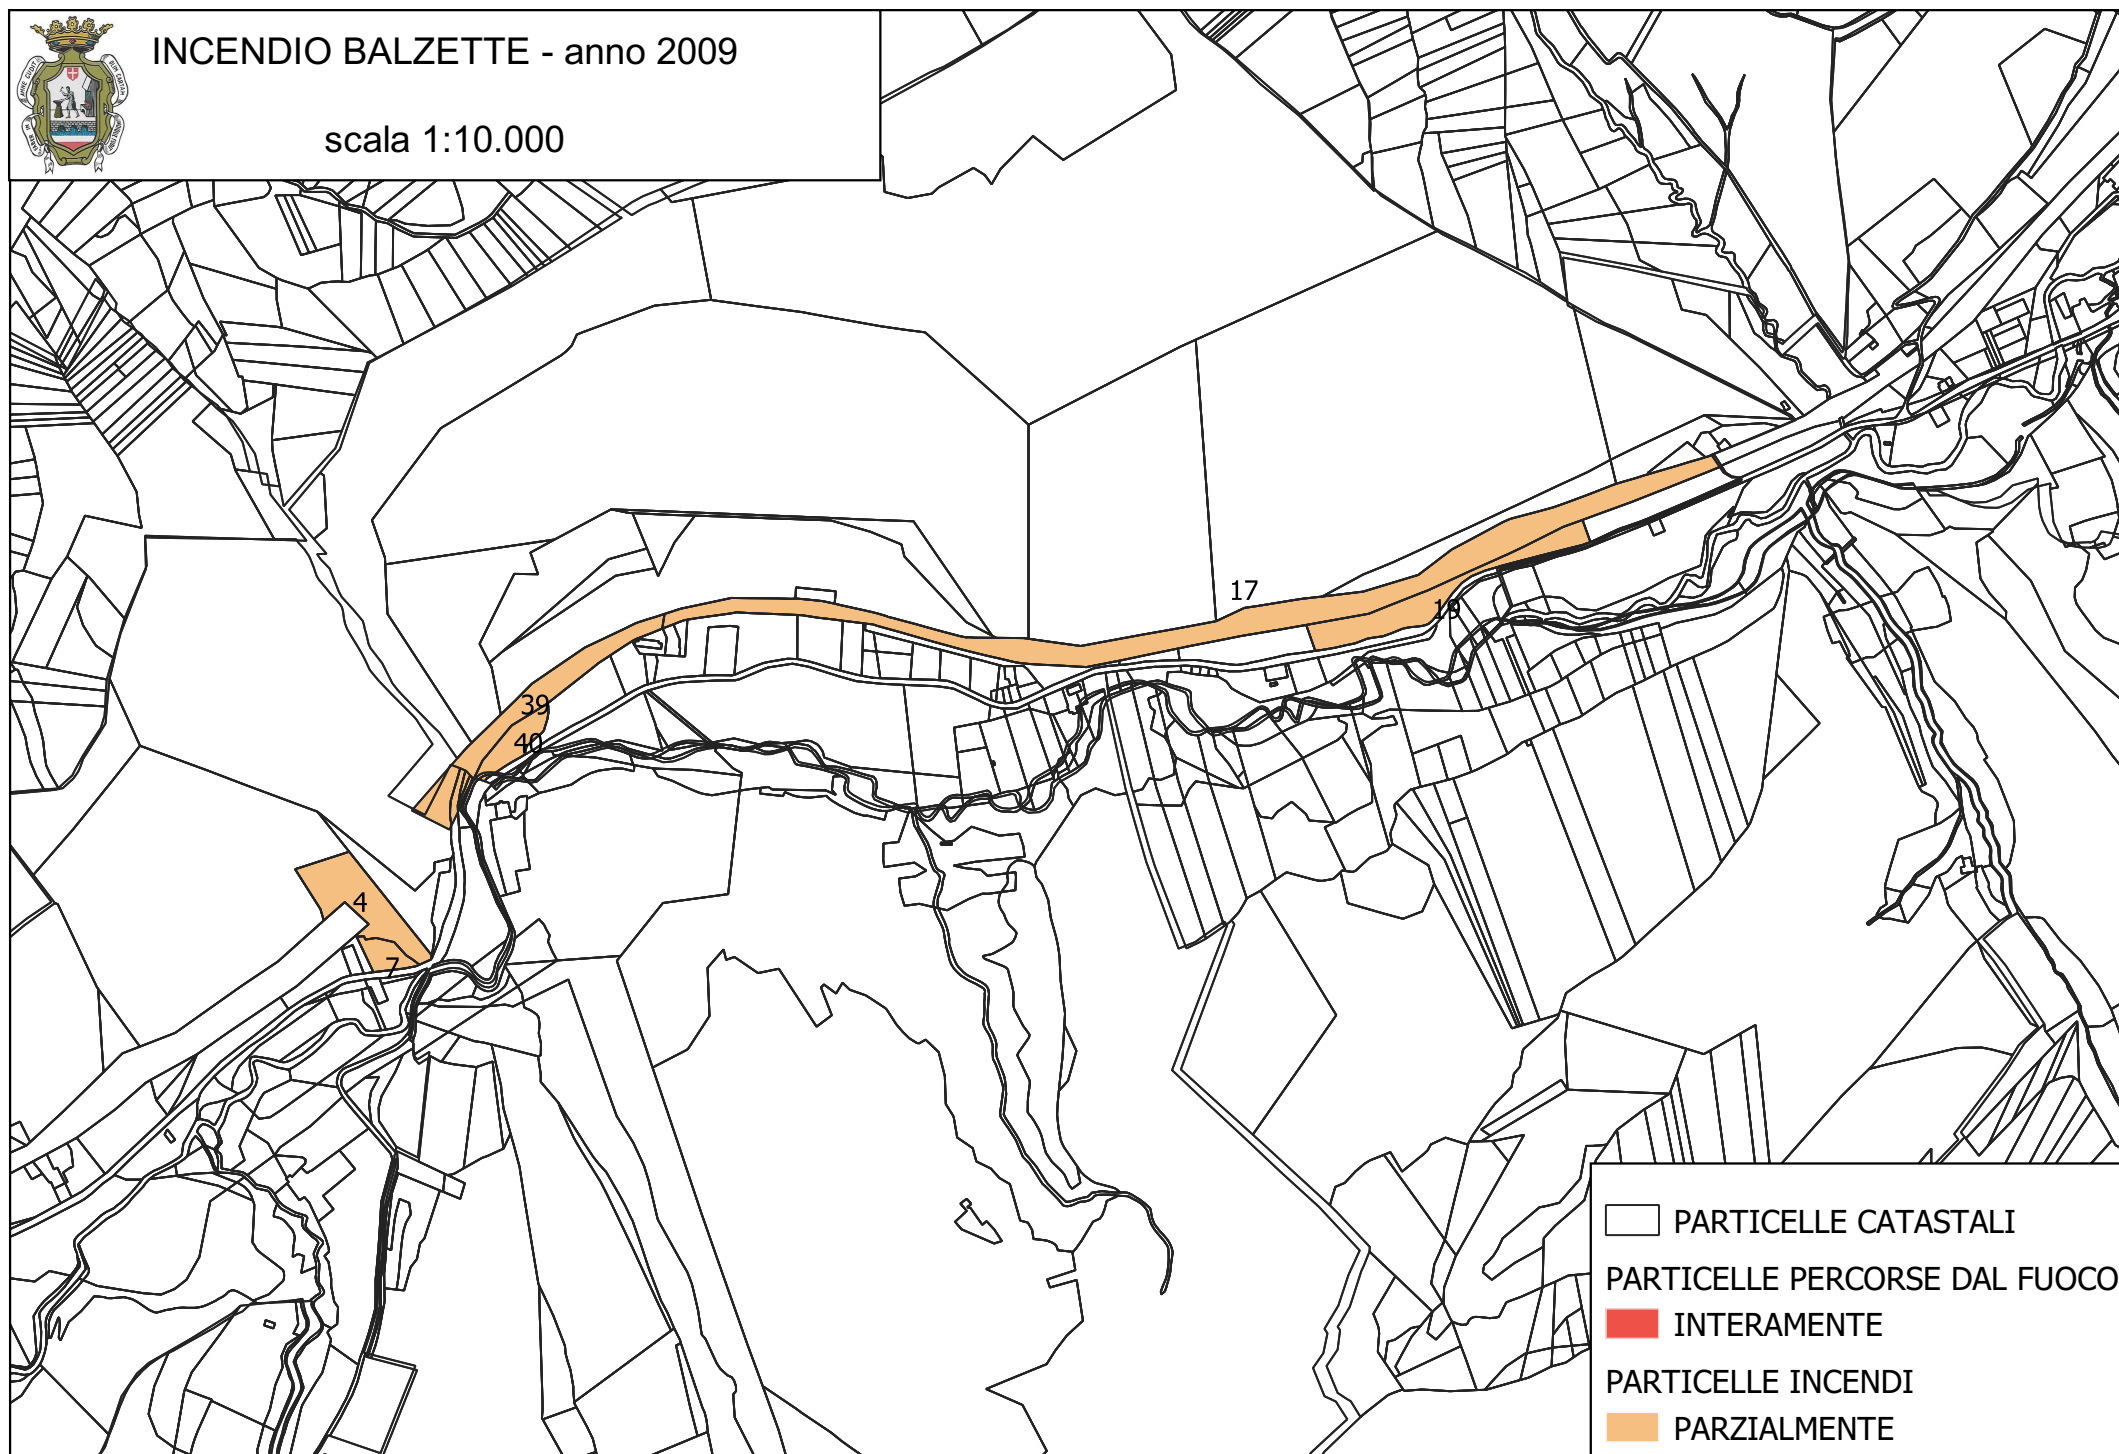 INCENDIO BALZETTE - anno 2009
scala 1:10.000
17
19
39
40
4
7
PARTICELLE CATASTALI
PARTICELLE PERCORSE DAL FUOCO
INTERAMENTE
PARTICELLE INCENDI
PARZIALMENTE